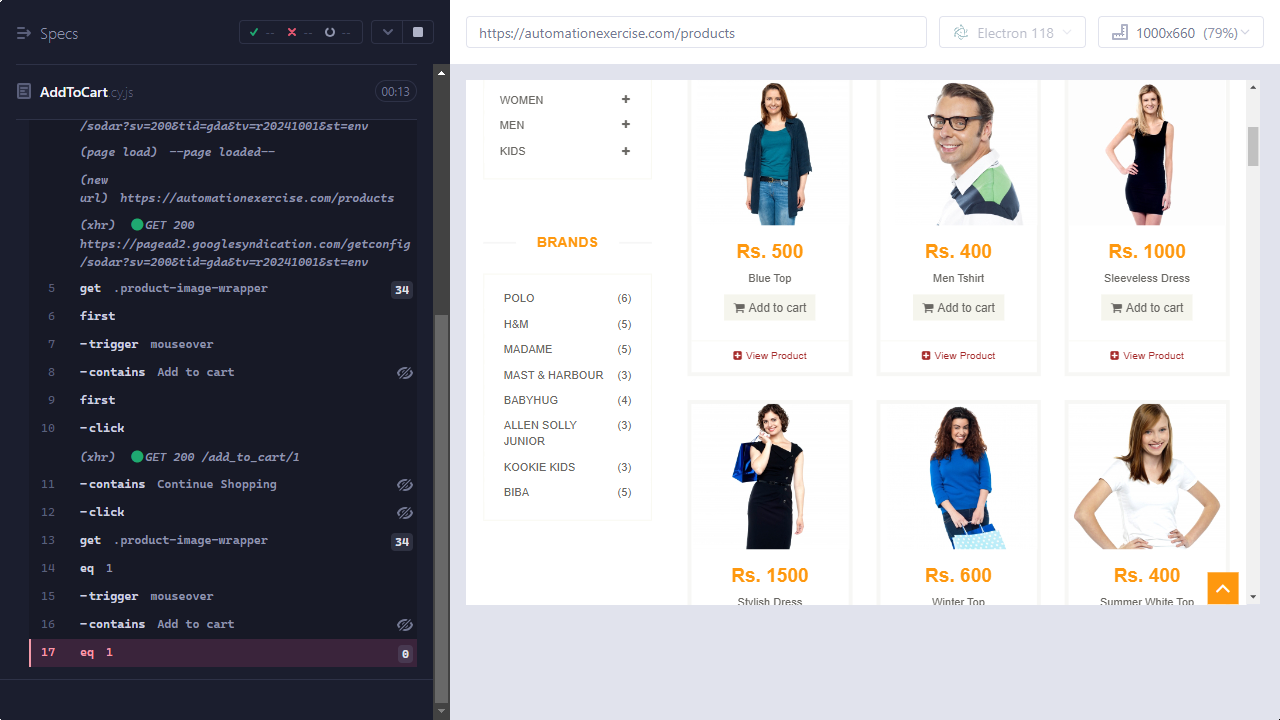 Specs
--
--
--
https://automationexercise.com/products
Electron 118
1000x660 (79%)
AddToCart.cy.js
00:13
/sodar?sv=200&tid=gda&tv=r20241001&st=env
(page load) --page loaded--
(new
url) https://automationexercise.com/products
(xhr) GET 200
https://pagead2.googlesyndication.com/getconfig
/sodar?sv=200&tid=gda&tv=r20241001&st=env
5 get .product-image-wrapper 34
6 first
7 -trigger mouseover
8 -contains Add to cart
9 first
10 -click
(xhr) GET 200 /add_to_cart/1
11 -contains Continue Shopping
12 -click
13 get .product-image-wrapper 34
14 eq 1
15 -trigger mouseover
16 -contains Add to cart
17 eq 1 0
WOMEN +
MEN +
KIDS +
BRANDS
POLO (6)
H&M (5)
MADAME (5)
MAST & HARBOUR (3)
BABYHUG (4)
ALLEN SOLLY (3)
JUNIOR
KOOKIE KIDS (3)
BIBA (5)
Rs. 500
Blue Top
Add to cart
View Product
Rs. 400
Men Tshirt
Add to cart
View Product
Rs. 1000
Sleeveless Dress
Add to cart
View Product
Rs. 1500
Stylish Dress
Rs. 600
Winter Top
Rs. 400
Summer White Top